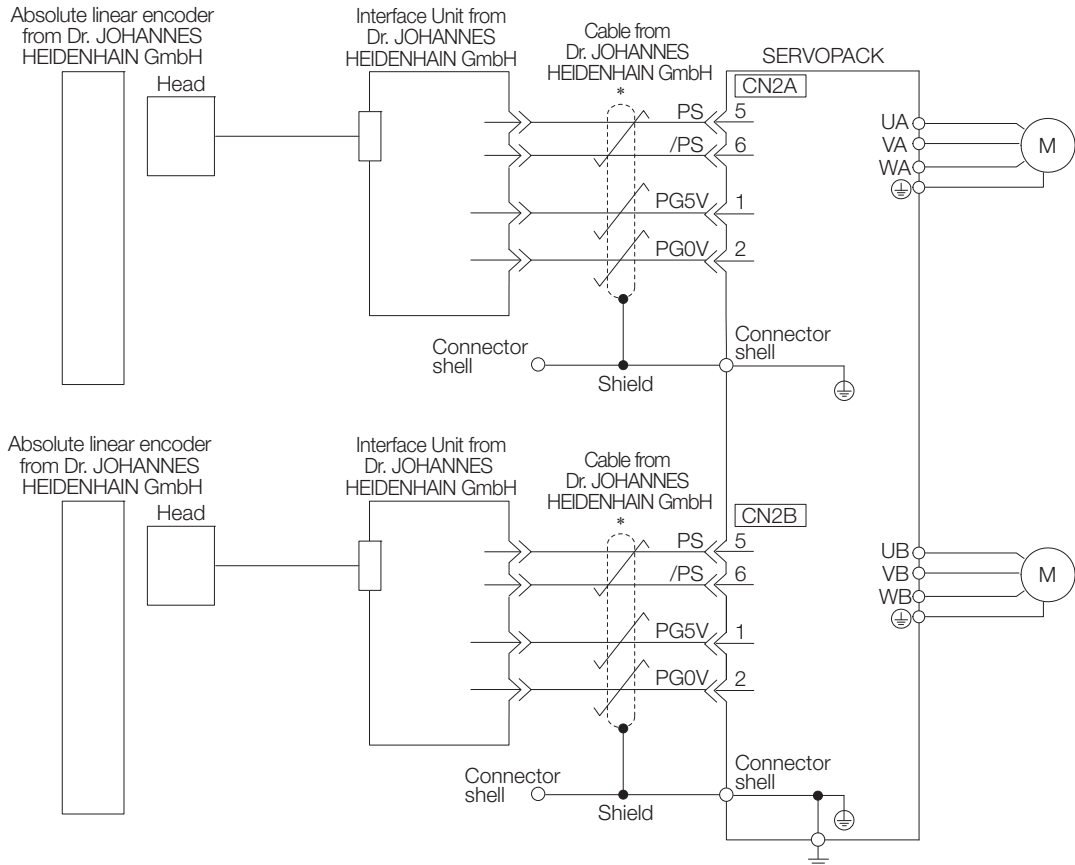 Absolute linear encoder
from Dr. JOHANNES
HEIDENHAIN GmbH
Head
Interface Unit from
Dr. JOHANNES
HEIDENHAIN GmbH
Cable from
Dr. JOHANNES
HEIDENHAIN GmbH
*
SERVOPACK
CN2A
PS 5
/PS 6
PG5V 1
PG0V 2
UA
VA
WA
M
Connector
shell
Shield
Connector
shell
Absolute linear encoder
from Dr. JOHANNES
HEIDENHAIN GmbH
Head
Interface Unit from
Dr. JOHANNES
HEIDENHAIN GmbH
Cable from
Dr. JOHANNES
HEIDENHAIN GmbH
*
CN2B
PS 5
/PS 6
PG5V 1
PG0V 2
UB
VB
WB
M
Connector
shell
Shield
Connector
shell